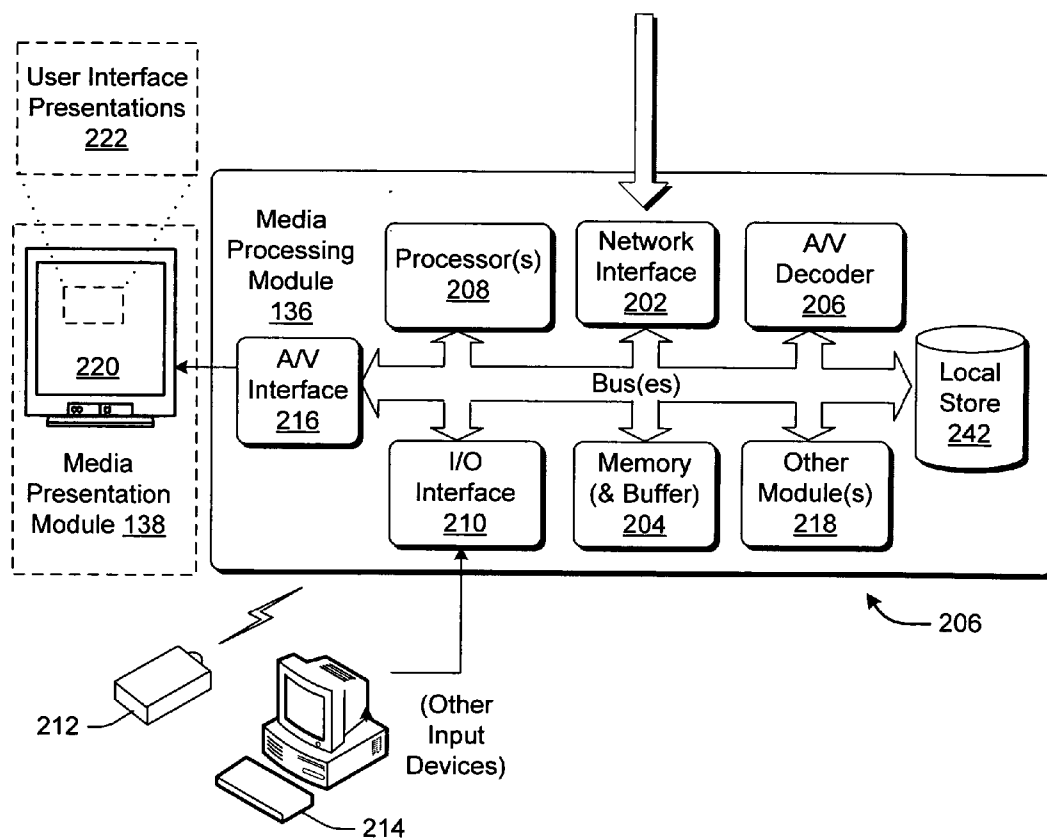 User Interface
Presentations
222
220
Media
Presentation
Module 138
Media
Processing
Module
136
Processor(s)
208
Network
Interface
202
A/V
Decoder
206
A/V
Interface
216
Bus(es)
Local
Store
242
I/O
Interface
210
Memory
(& Buffer)
204
Other
Module(s)
218
206
212
(Other
Input
Devices)
214